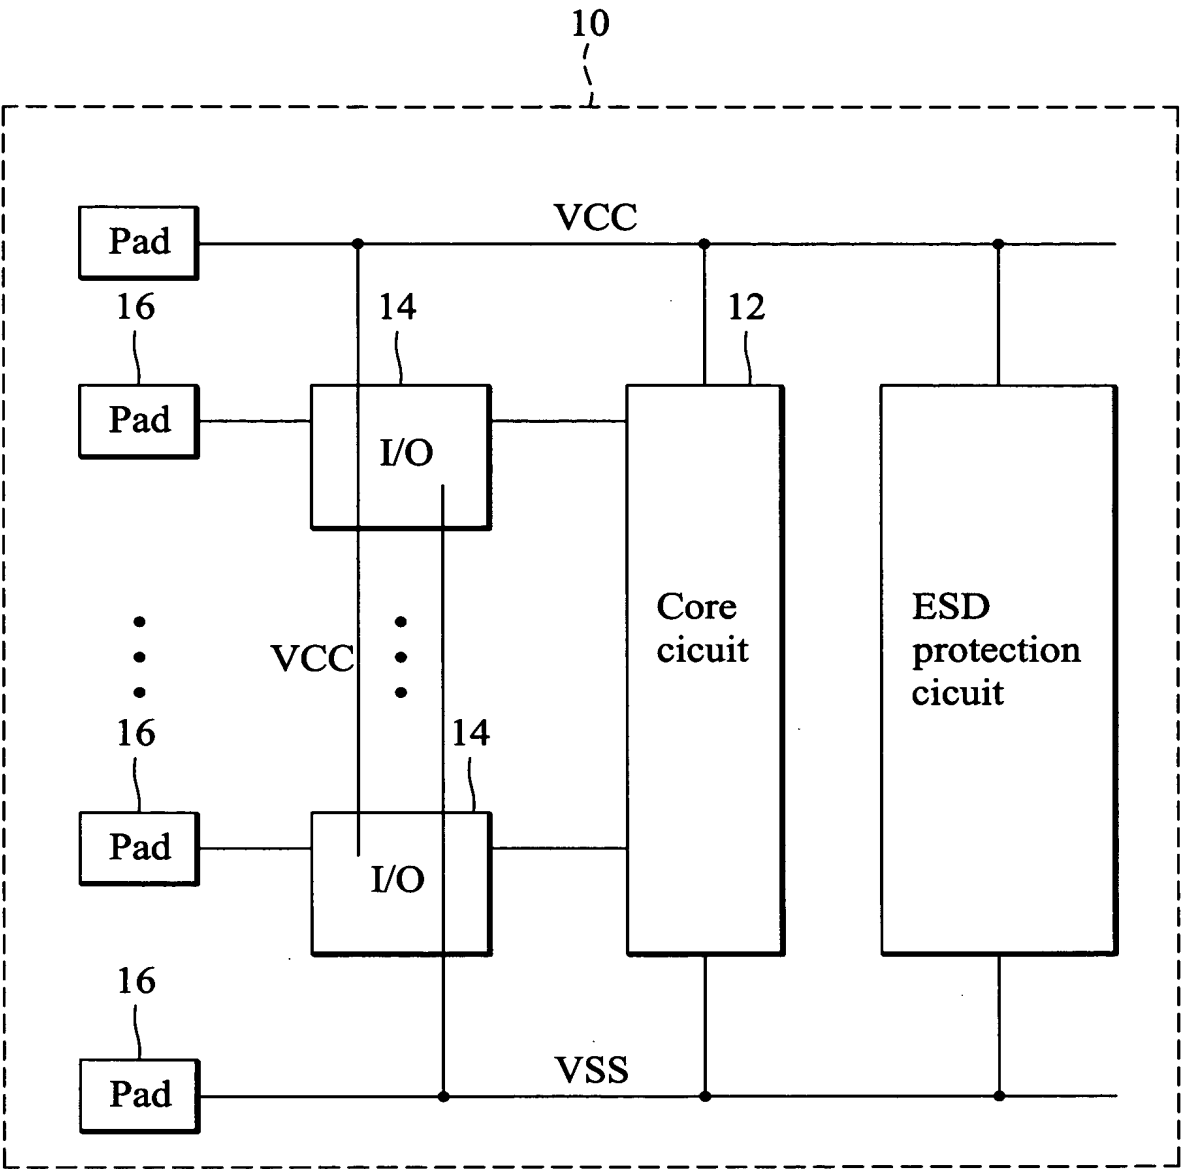 10
VCC
Pad
16
14
12
Pad
I/O
Core
cicuit
ESD
protection
cicuit
VCC
16
14
Pad
I/O
16
VSS
Pad